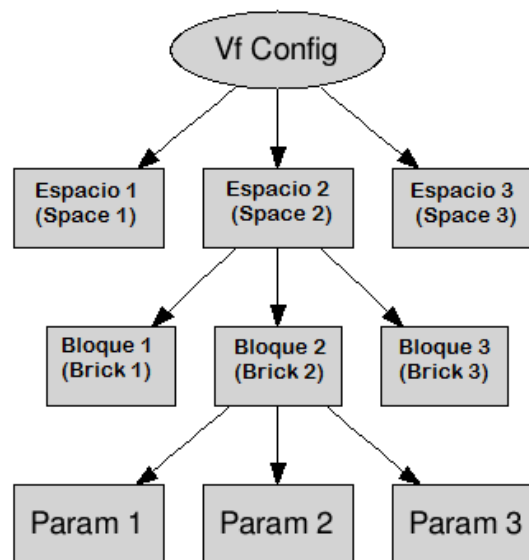 Vf Config
Espacio 1
(Space 1)
Espacio 2
(Space 2)
Espacio 3
(Space 3)
Bloque 1
(Brick 1)
Bloque 2
(Brick 2)
Bloque 3
(Brick 3)
Param 1
Param 2
Param 3